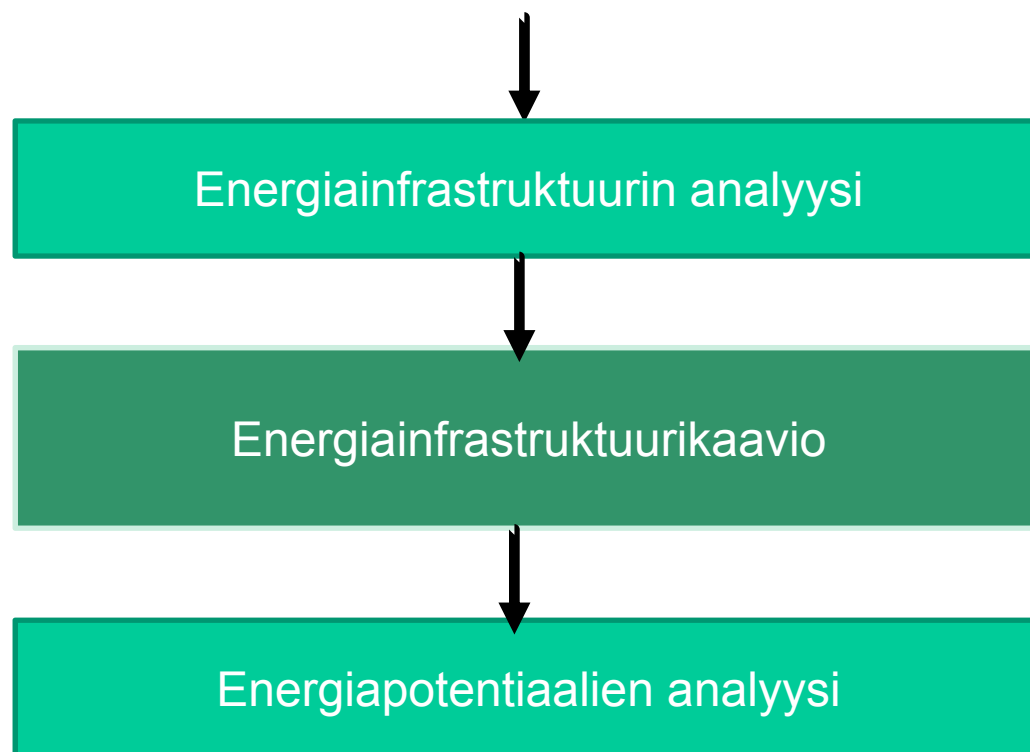 Energiainfrastruktuurin analyysi
Energiainfrastruktuurikaavio
Energiapotentiaalien analyysi